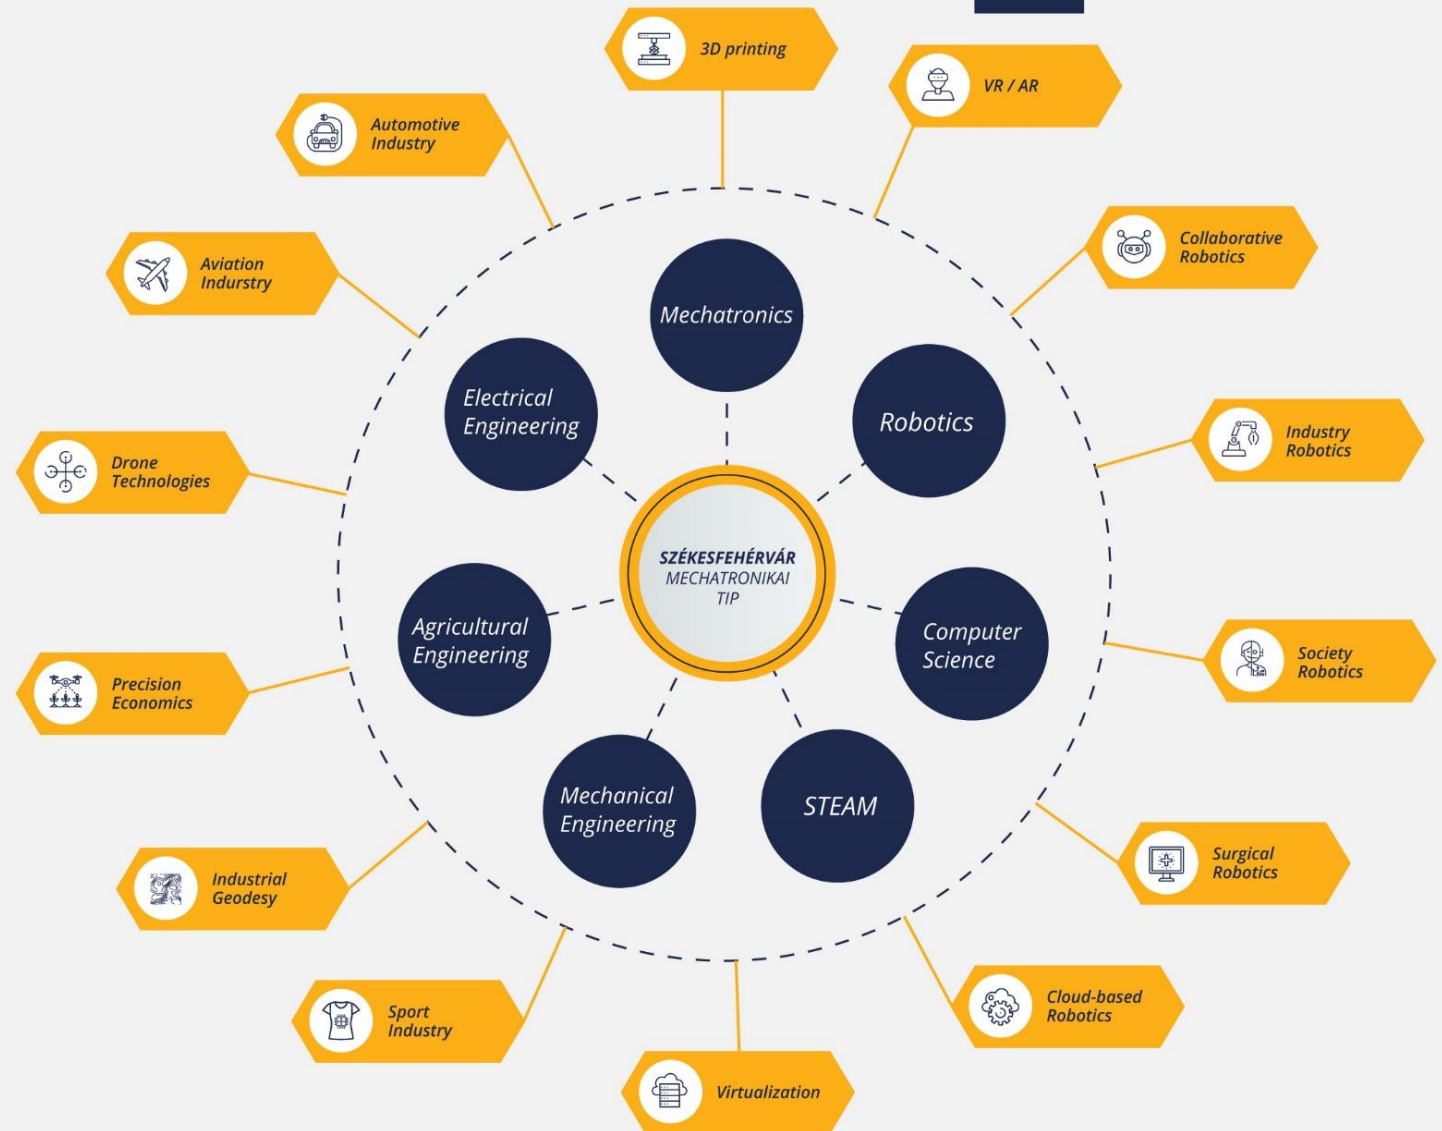 3D printing
VR / AR
Automotive
Industry
Collaborative
Robotics
Aviation
Indurstry
Mechatronics
Electrical
Engineering
Robotics
Industry
Robotics
Drone
Technologies
SZÉKESFEHÉRVÁR
MECHATRONIKAI
TIP
Agricultural
Engineering
Computer
Science
Society
Robotics
Precision
Economics
Mechanical
Engineering
STEAM
Surgical
Robotics
Industrial
Geodesy
Cloud-based
Robotics
Sport
Industry
Virtualization